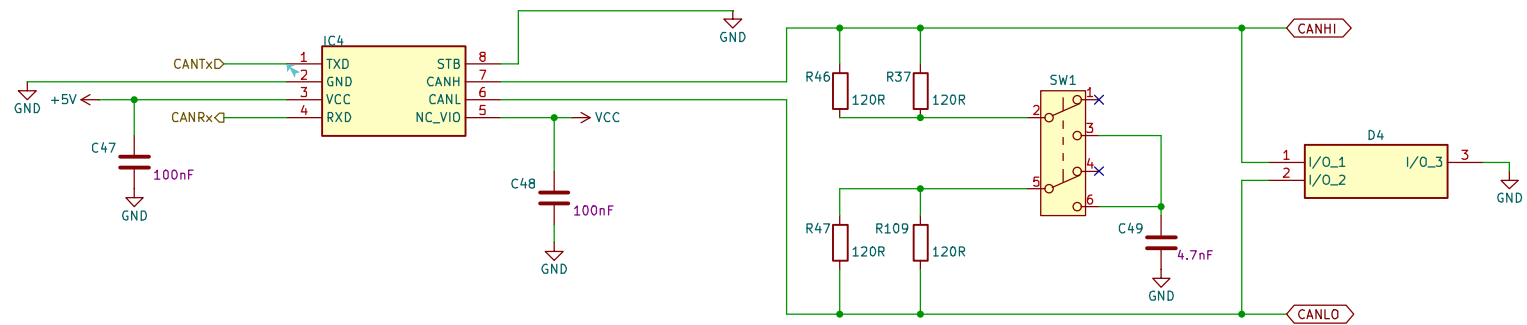 GND
CANHI
IC4
CANTx
1
TXD
STB
8
GND
2
GND
CANH
7
+5V
3
VCC
CANL
6
CANRx
4
RXD
NC_VIO
5
VCC
C47
100nF
GND
C48
100nF
GND
R46
120R
R37
120R
SW1
1
2
3
4
5
6
R47
120R
R109
120R
C49
4.7nF
GND
D4
1
I/O_1
I/O_3
3
2
I/O_2
GND
CANLO